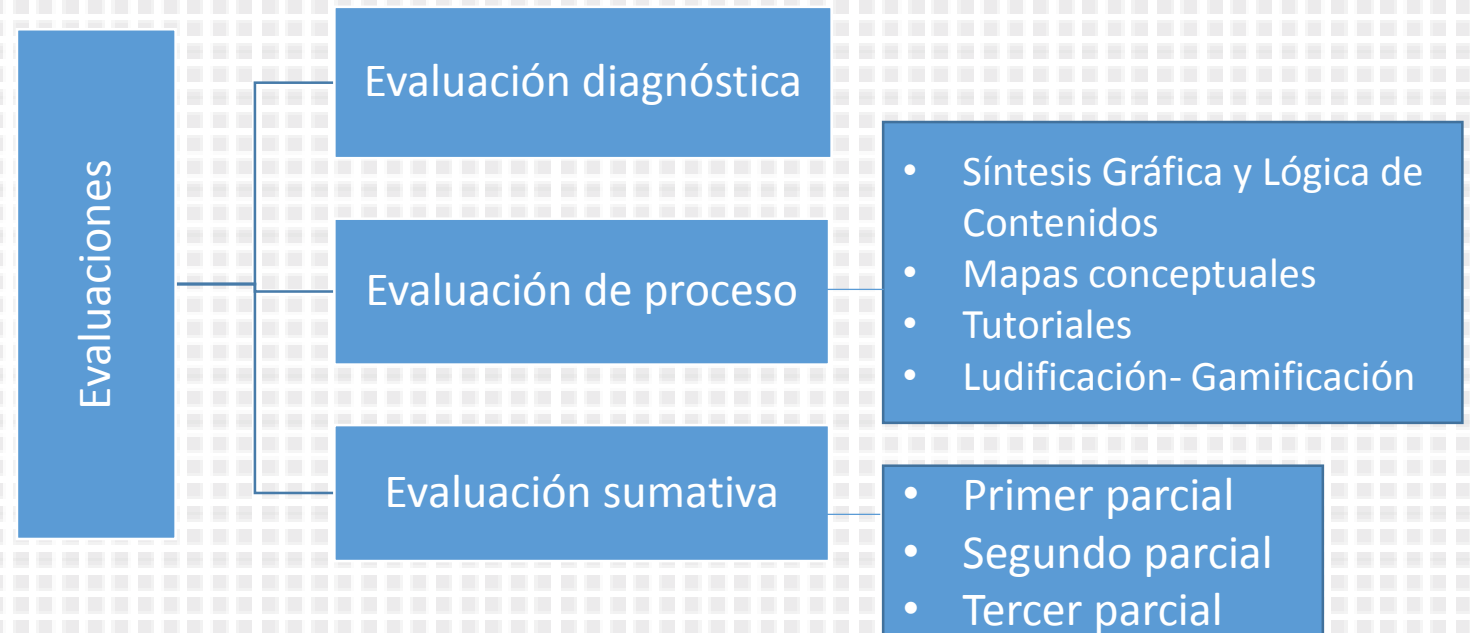 Evaluaciones
Evaluación diagnóstica
Evaluación de proceso
• Síntesis Gráfica y Lógica de
Contenidos
• Mapas conceptuales
• Tutoriales
• Ludificación- Gamificación
Evaluación sumativa
• Primer parcial
• Segundo parcial
• Tercer parcial